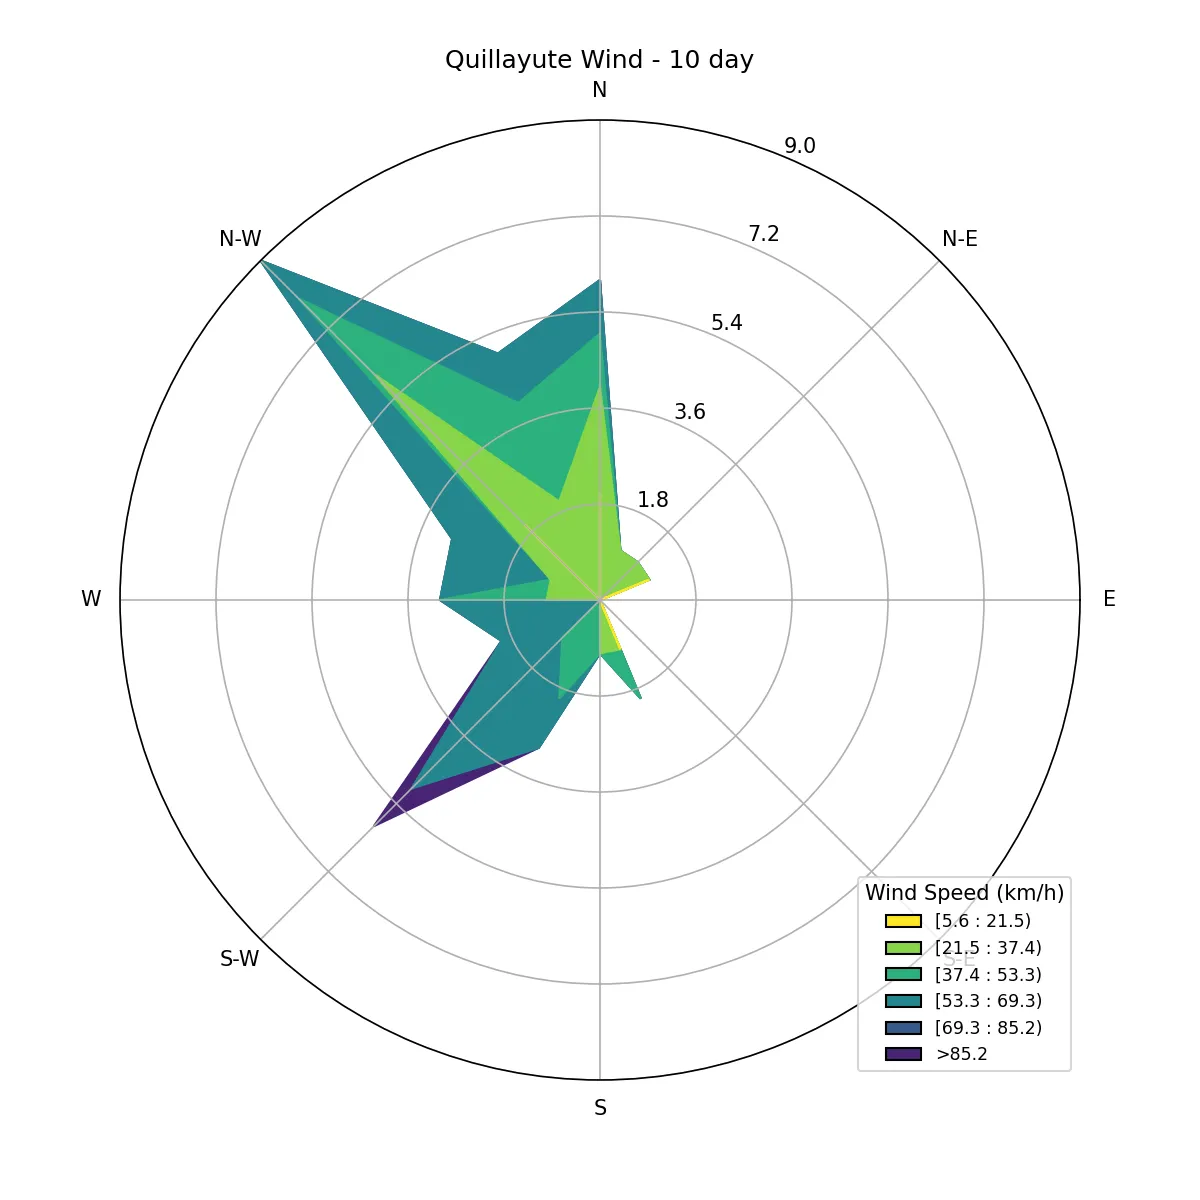 Quillayute Wind - 10 day
N
9.0
N-W
N-E
7.2
5.4
3.6
1.8
W
E
Wind Speed (km/h)
[5.6 : 21.5)
[21.5 : 37.4)
S-W
S-E
[37.4 : 53.3)
[53.3 : 69.3)
[69.3 : 85.2)
>85.2
S